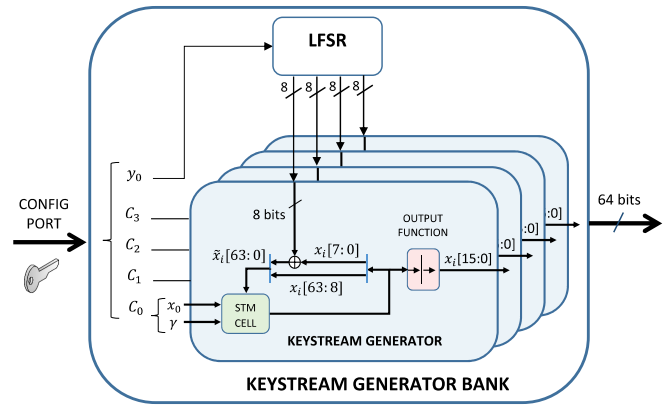 LFSR
8 8 8 8
y₀
CONFIG
PORT
C₃
C₂
C₁
C₀
x₀
γ
8 bits
OUTPUT
FUNCTION
64 bits
x̃ᵢ[63: 0]
xᵢ[7: 0]
xᵢ[15: 0]
:0]
:0]
:0]
xᵢ[63: 8]
STM
CELL
KEYSTREAM GENERATOR
KEYSTREAM GENERATOR BANK